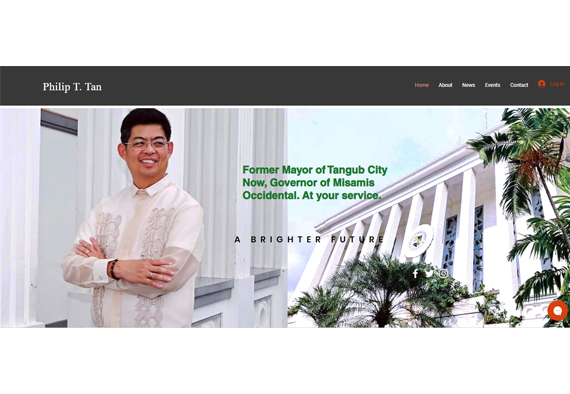 Philip T. Tan
Home About News Events Contact Log In
Former Mayor of Tangub City
Now, Governor of Misamis
Occidental. At your service.
A BRIGHTER FUTURE